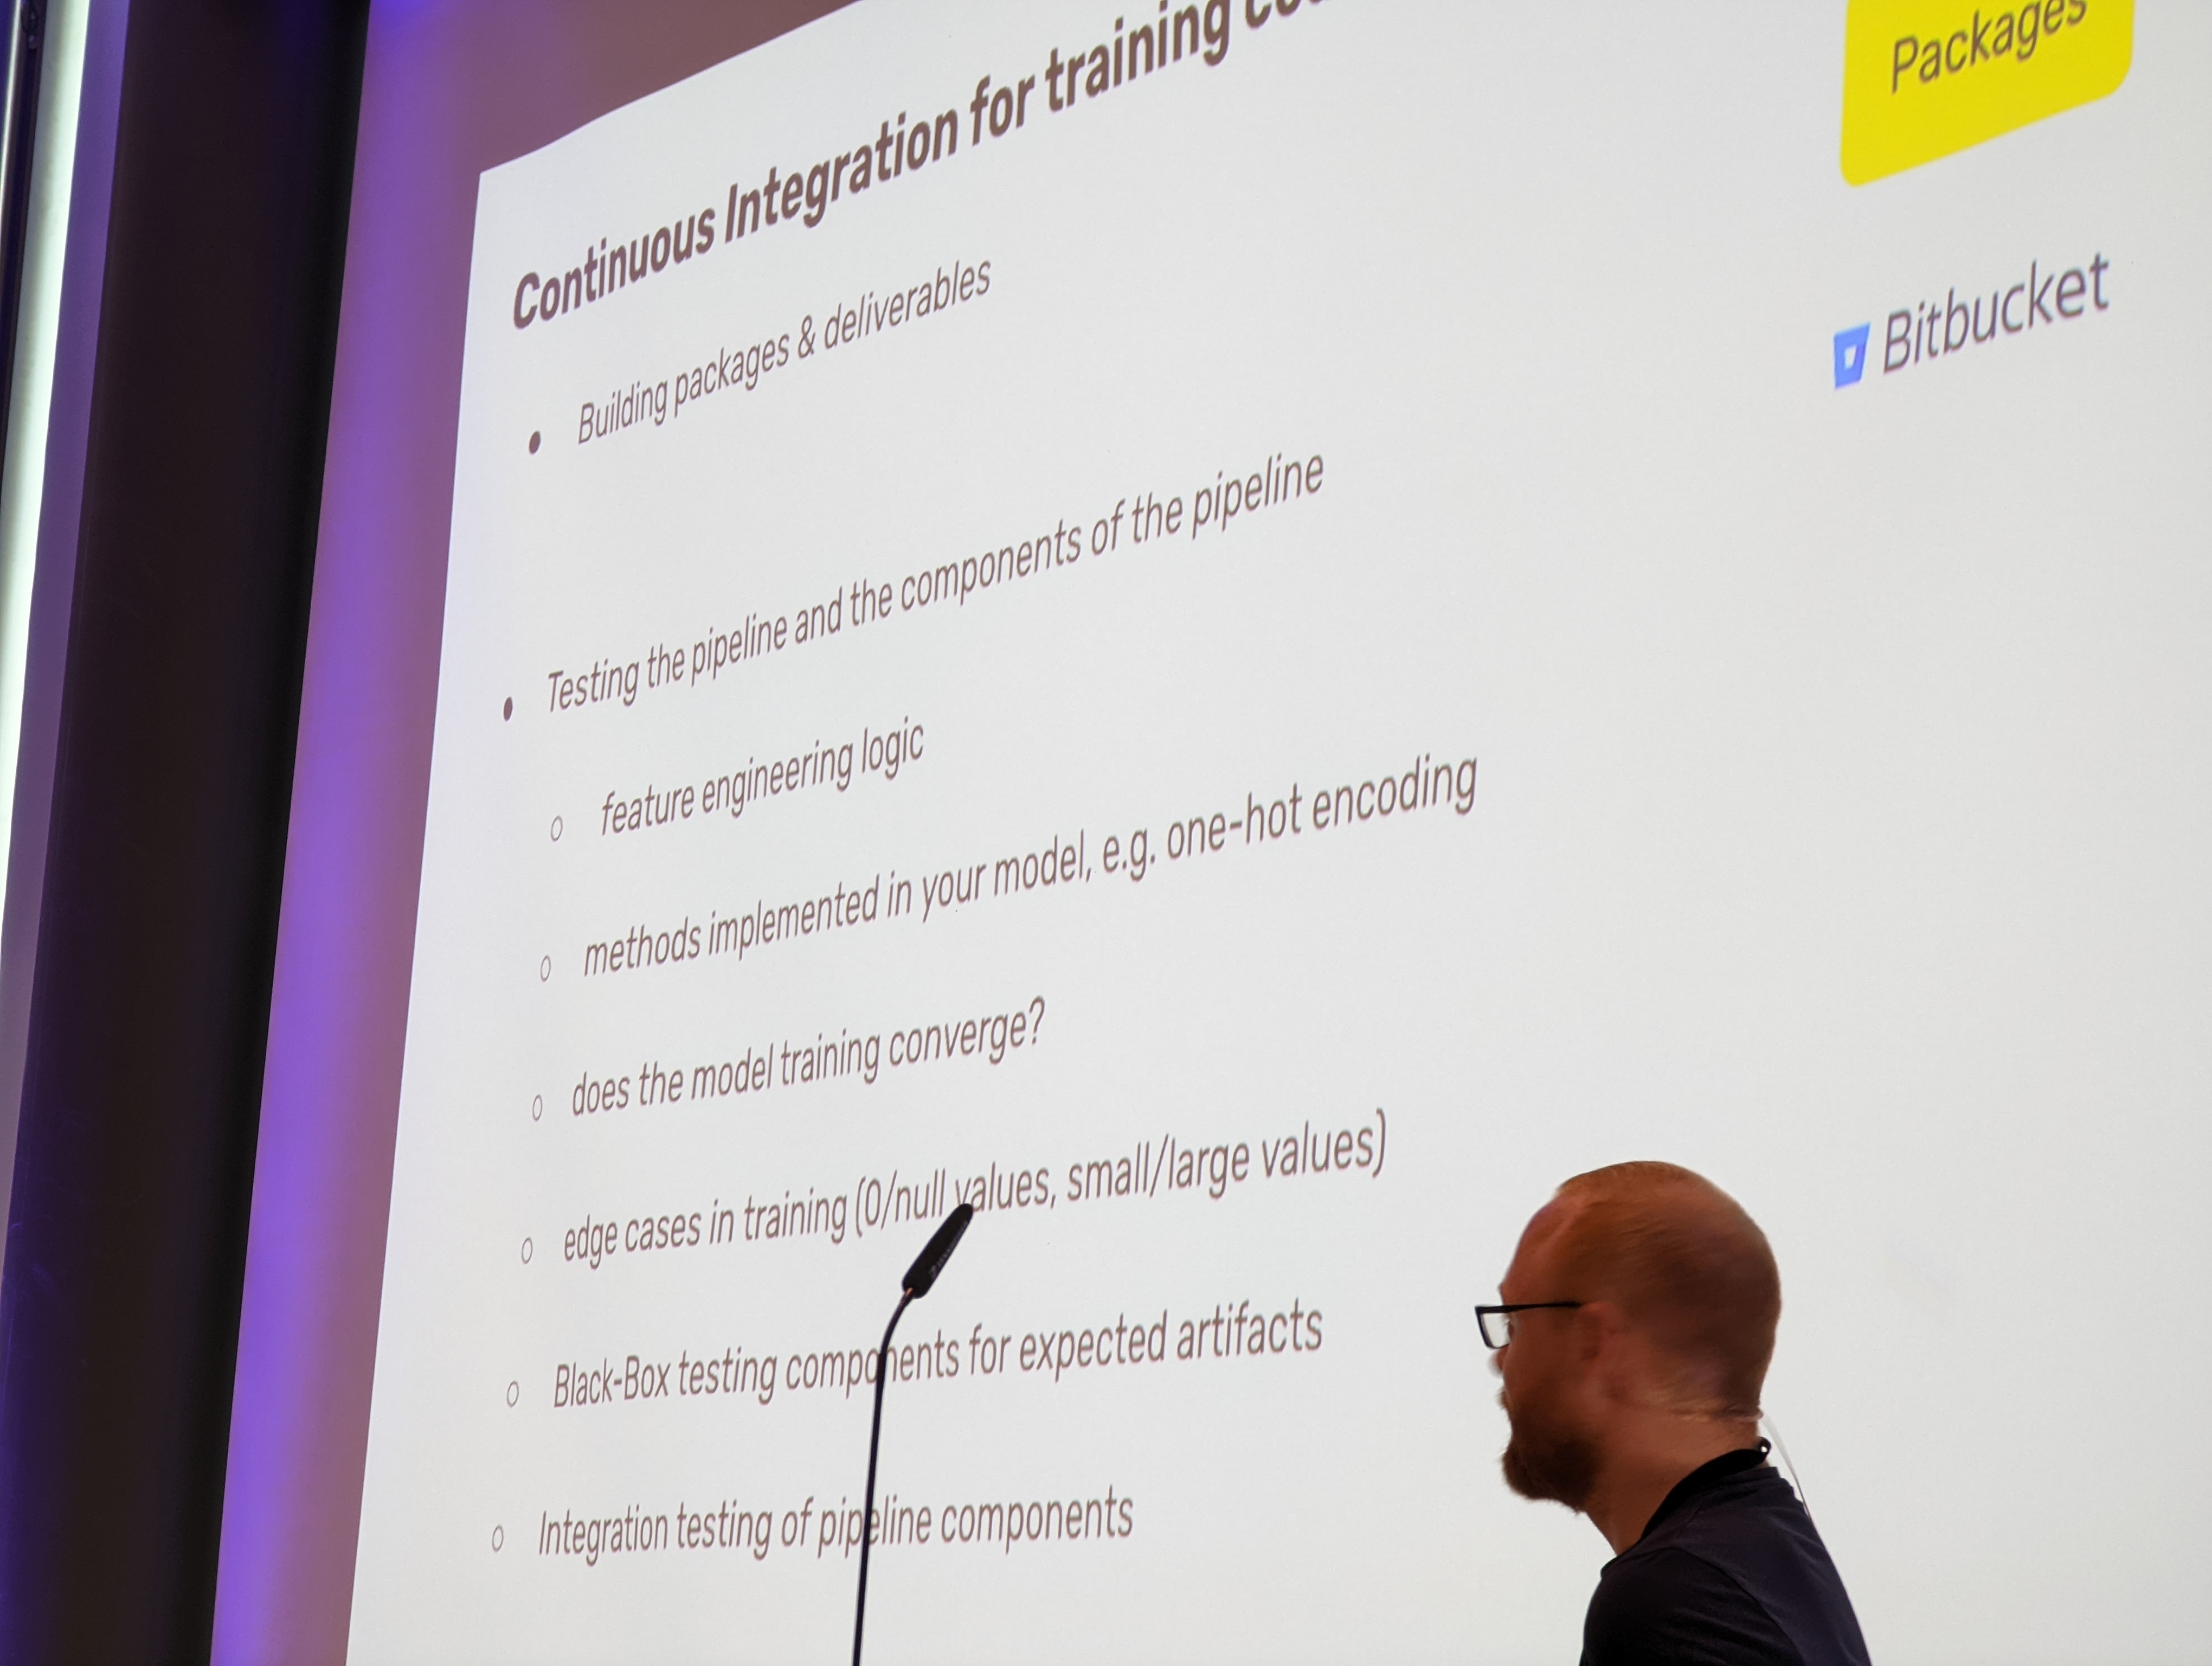 Continuous Integration for training
Packages
• Building packages & deliverables
Bitbucket
• Testing the pipeline and the components of the pipeline
○ feature engineering logic
○ methods implemented in your model, e.g. one-hot encoding
○ does the model training converge?
○ edge cases in training (0/null values, small/large values)
○ Black-Box testing components for expected artifacts
○ Integration testing of pipeline components